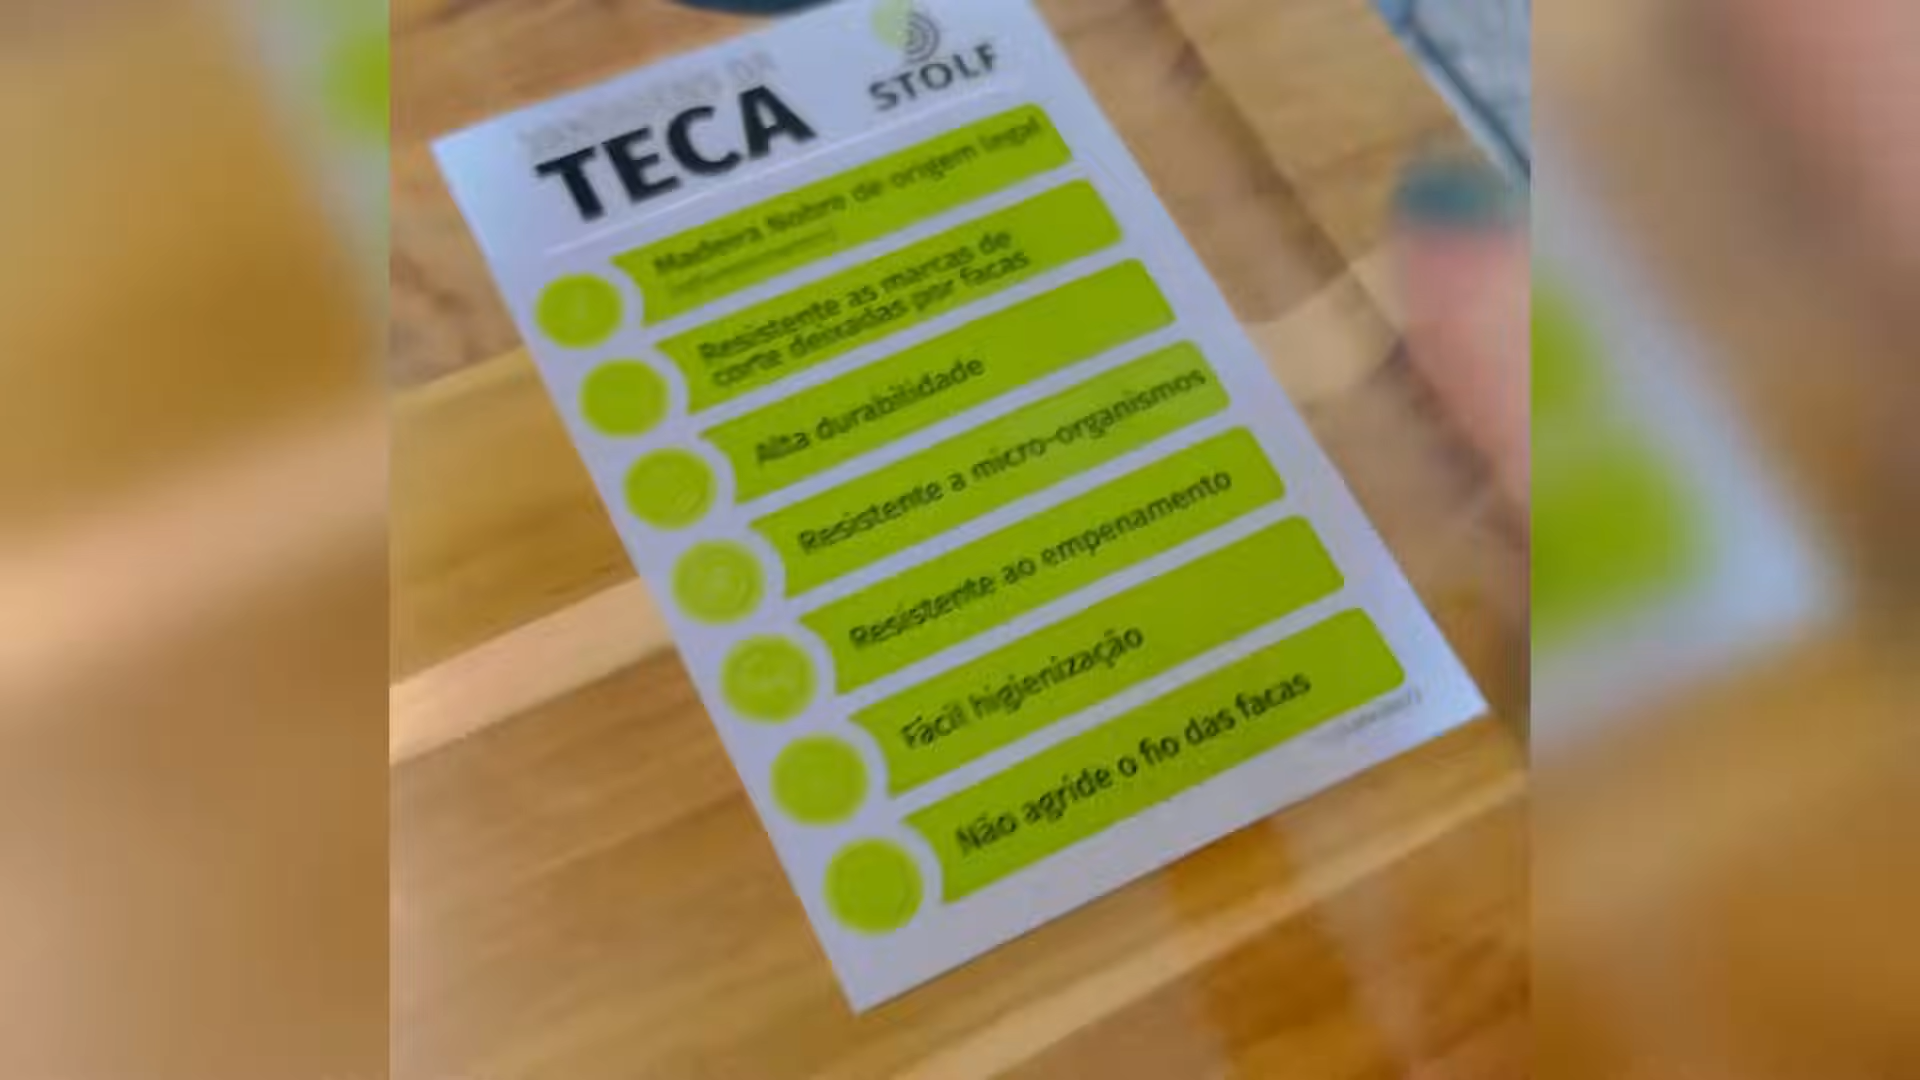 TECA
STOLF
Madeira Nobre de origem legal
Resistente as marcas de
corte deixadas por facas
Alta durabilidade
Resistente a micro-organismos
Resistente ao empenamento
Fácil higienização
Não agride o fio das facas